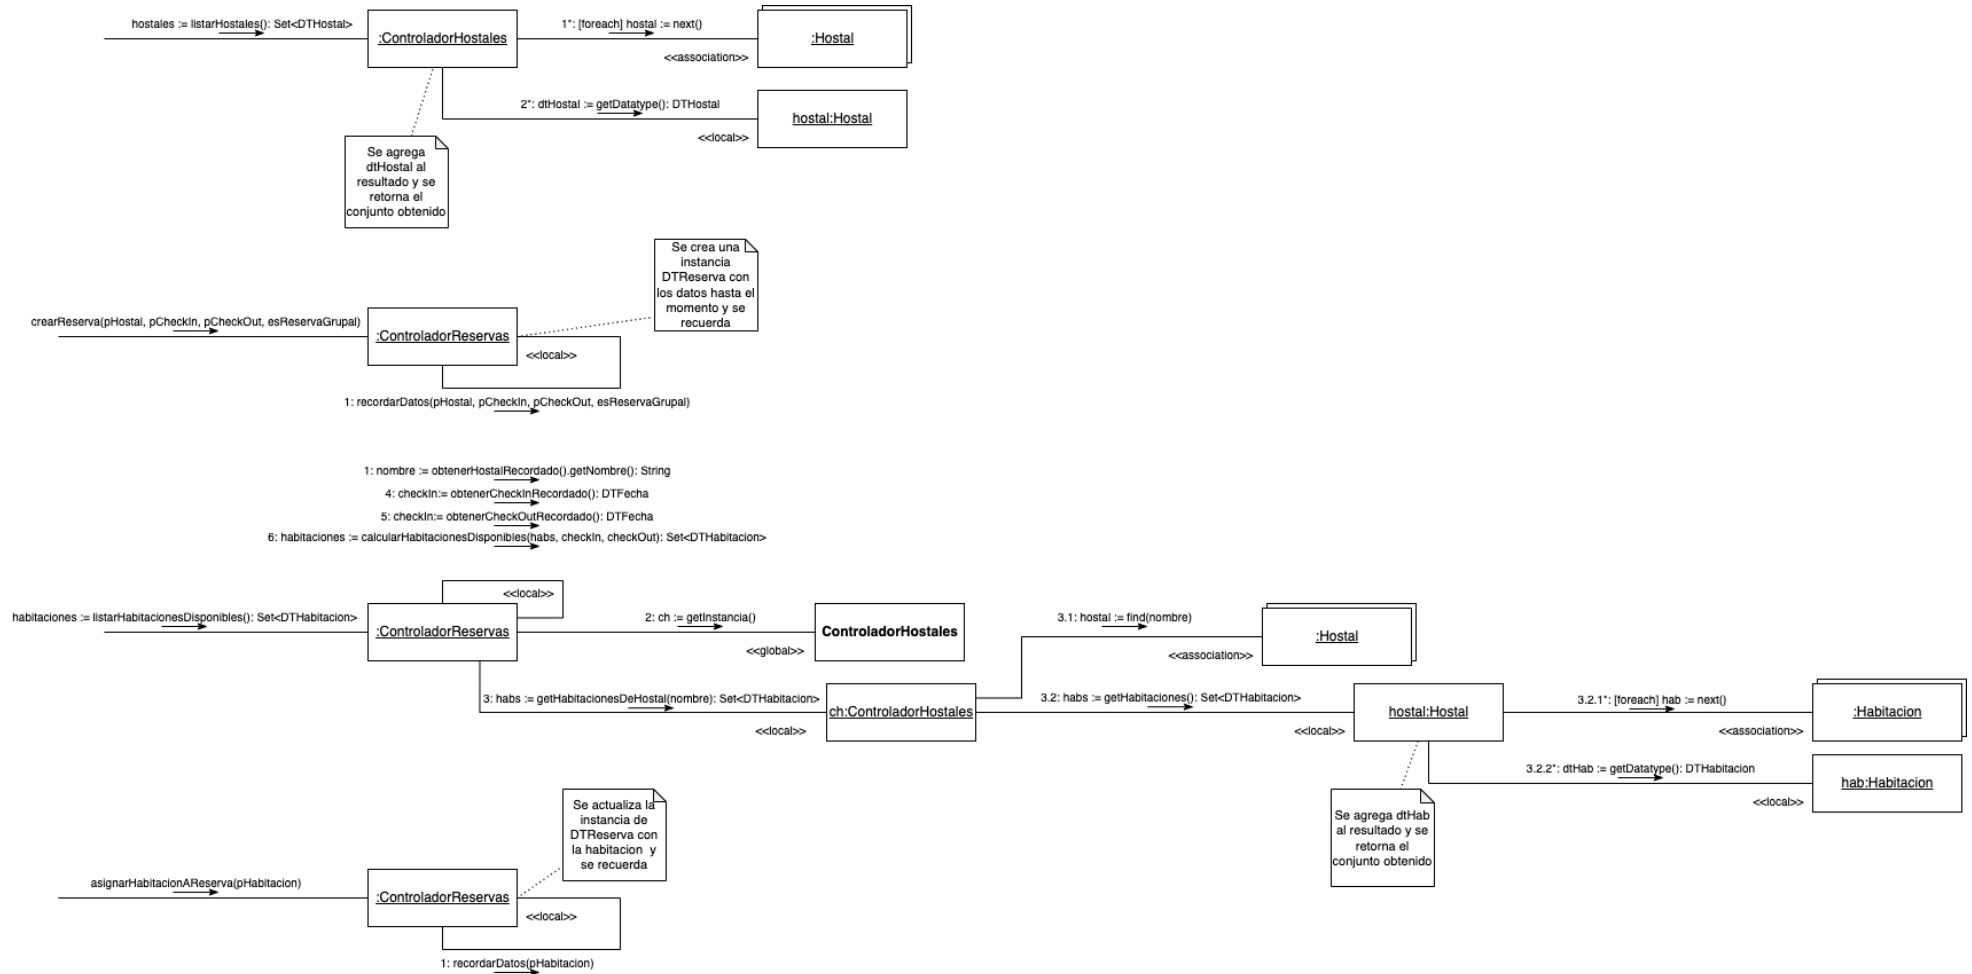 hostales := listarHostales(): Set<DTHostal>
:ControladorHostales
1*: [foreach] hostal := next()
:Hostal
<<association>>
2*: dtHostal := getDatatype(): DTHostal
hostal:Hostal
<<local>>
Se agrega
dtHostal al
resultado y se
retorna el
conjunto obtenido
Se crea una
instancia
DTReserva con
los datos hasta el
momento y se
recuerda
crearReserva(pHostal, pCheckIn, pCheckOut, esReservaGrupal)
:ControladorReservas
<<local>>
1: recordarDatos(pHostal, pCheckIn, pCheckOut, esReservaGrupal)
1: nombre := obtenerHostalRecordado().getNombre(): String
4: checkIn:= obtenerCheckInRecordado(): DTFecha
5: checkIn:= obtenerCheckOutRecordado(): DTFecha
6: habitaciones := calcularHabitacionesDisponibles(habs, checkIn, checkOut): Set<DTHabitacion>
<<local>>
habitaciones := listarHabitacionesDisponibles(): Set<DTHabitacion>
:ControladorReservas
2: ch := getInstancia()
<<global>>
ControladorHostales
3.1: hostal := find(nombre)
<<association>>
:Hostal
3: habs := getHabitacionesDeHostal(nombre): Set<DTHabitacion>
<<local>>
ch:ControladorHostales
3.2: habs := getHabitaciones(): Set<DTHabitacion>
<<local>>
hostal:Hostal
3.2.1*: [foreach] hab := next()
<<association>>
:Habitacion
3.2.2*: dtHab := getDatatype(): DTHabitacion
<<local>>
hab:Habitacion
Se agrega dtHab
al resultado y se
retorna el
conjunto obtenido
Se actualiza la
instancia de
DTReserva con
la habitacion y
se recuerda
asignarHabitacionAReserva(pHabitacion)
:ControladorReservas
<<local>>
1: recordarDatos(pHabitacion)